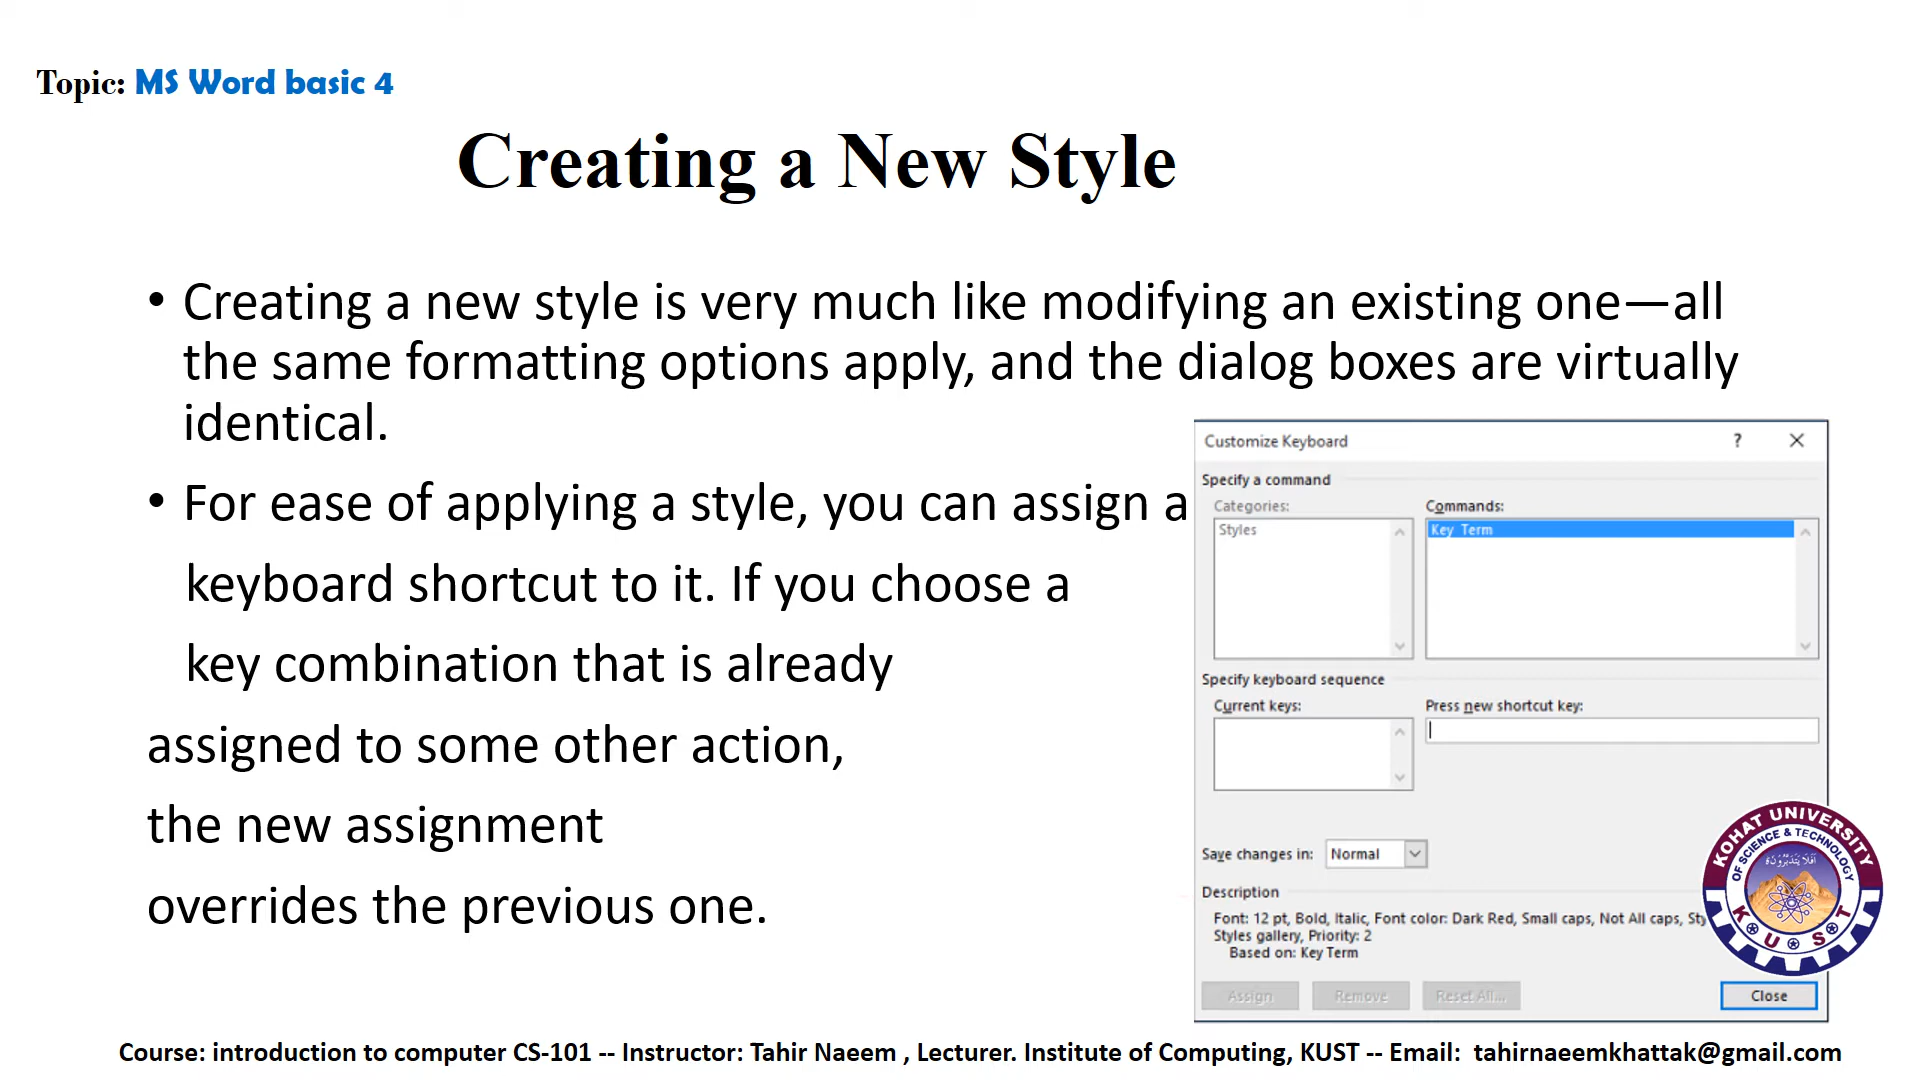 Topic: MS Word basic 4
Creating a New Style
• Creating a new style is very much like modifying an existing one—all
the same formatting options apply, and the dialog boxes are virtually
identical.
• For ease of applying a style, you can assign a
keyboard shortcut to it. If you choose a
key combination that is already
assigned to some other action,
the new assignment
overrides the previous one.
Customize Keyboard ?
Specify a command
Categories: Commands:
Styles Key Term
Specify keyboard sequence
Current keys: Press new shortcut key:
Save changes in: Normal
Description
Font: 12 pt, Bold, Italic, Font color: Dark Red, Small caps, Not All caps, Sty
Styles gallery, Priority: 2
Based on: Key Term
Assign Remove Reset All... Close
KOHAT UNIVERSITY
OF SCIENCE & TECHNOLOGY
K U S T
Course: introduction to computer CS-101 -- Instructor: Tahir Naeem , Lecturer. Institute of Computing, KUST -- Email: tahirnaeemkhattak@gmail.com